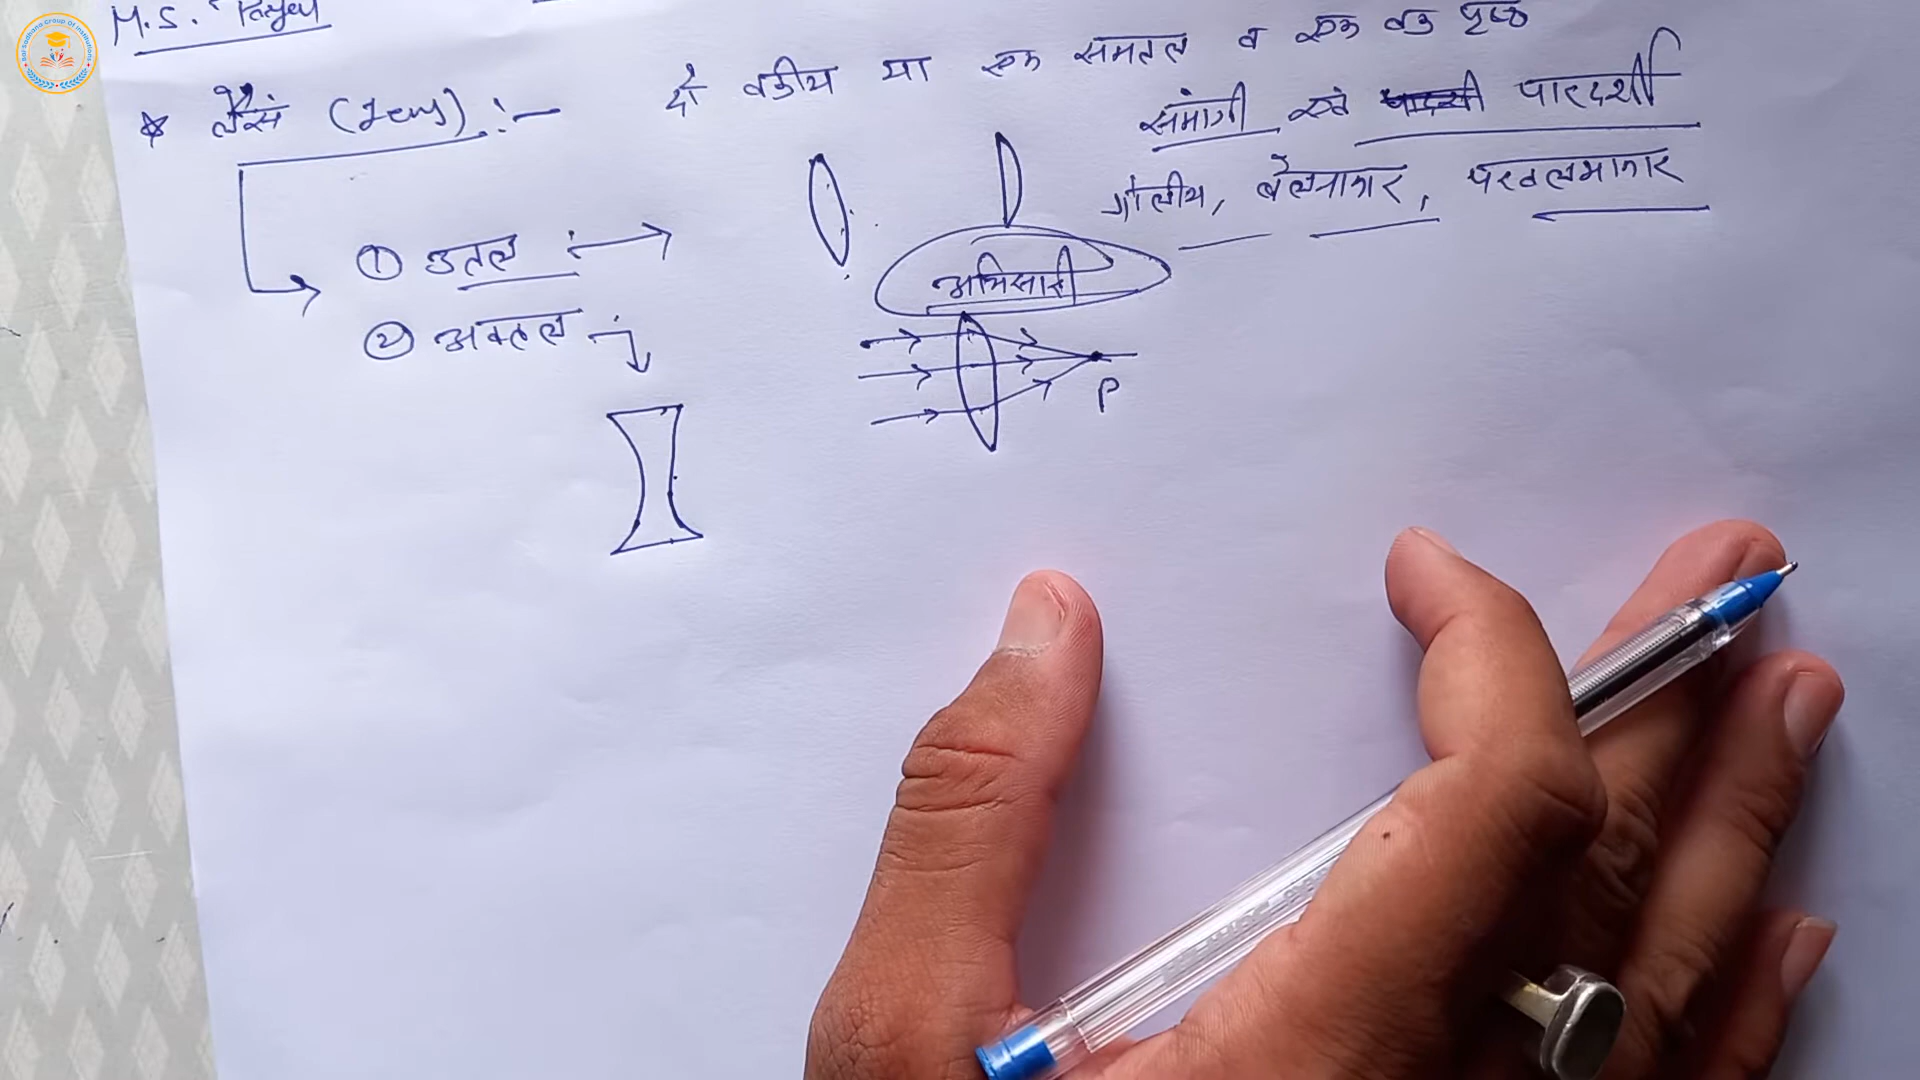 M.S.
दो वक्रीय या एक समतल व एक वक्र पृष्ठ
* लेंस (Lens) :-
समांगी एवं पारदर्शी
गोलीय, बेलनाकार, परवलयाकार
① उत्तल :→
अभिसारी
② अवतल
P